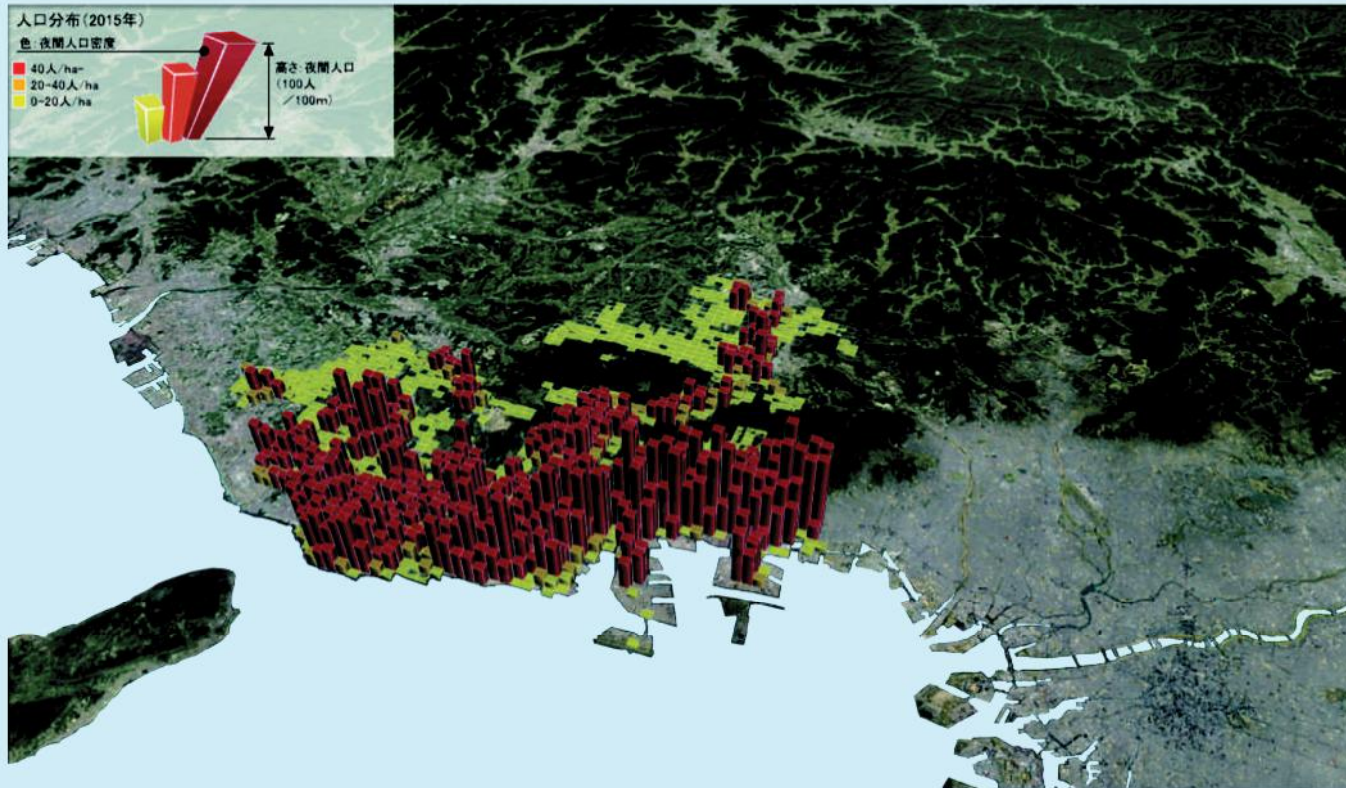 人口分布(2015年)
色:夜間人口密度
40人/ha-
20-40人/ha
0-20人/ha
高さ:夜間人口
(100人
／100m)